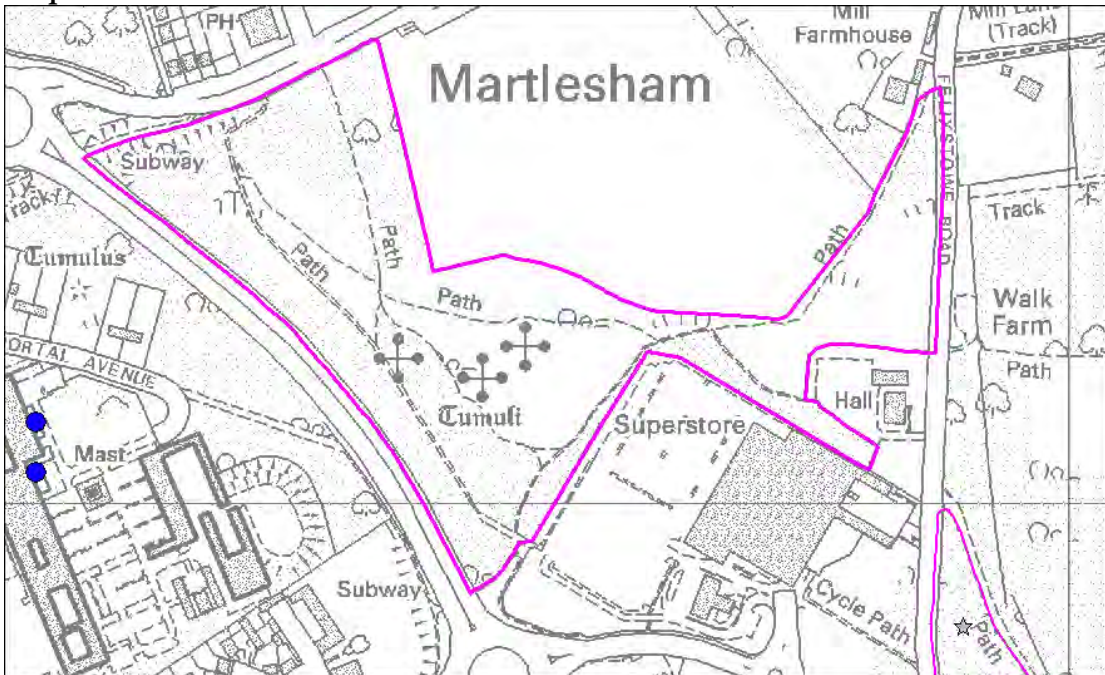 PH
Mill
Farmhouse
Mill Lane
(Track)
Martlesham
FELIXSTOWE ROAD
Subway
Track
Path
Path
Path
Path
Track
Tumulus
Walk
Farm
Path
PORTAL AVENUE
Tumuli
Superstore
Hall
Mast
Subway
Cycle Path
Path